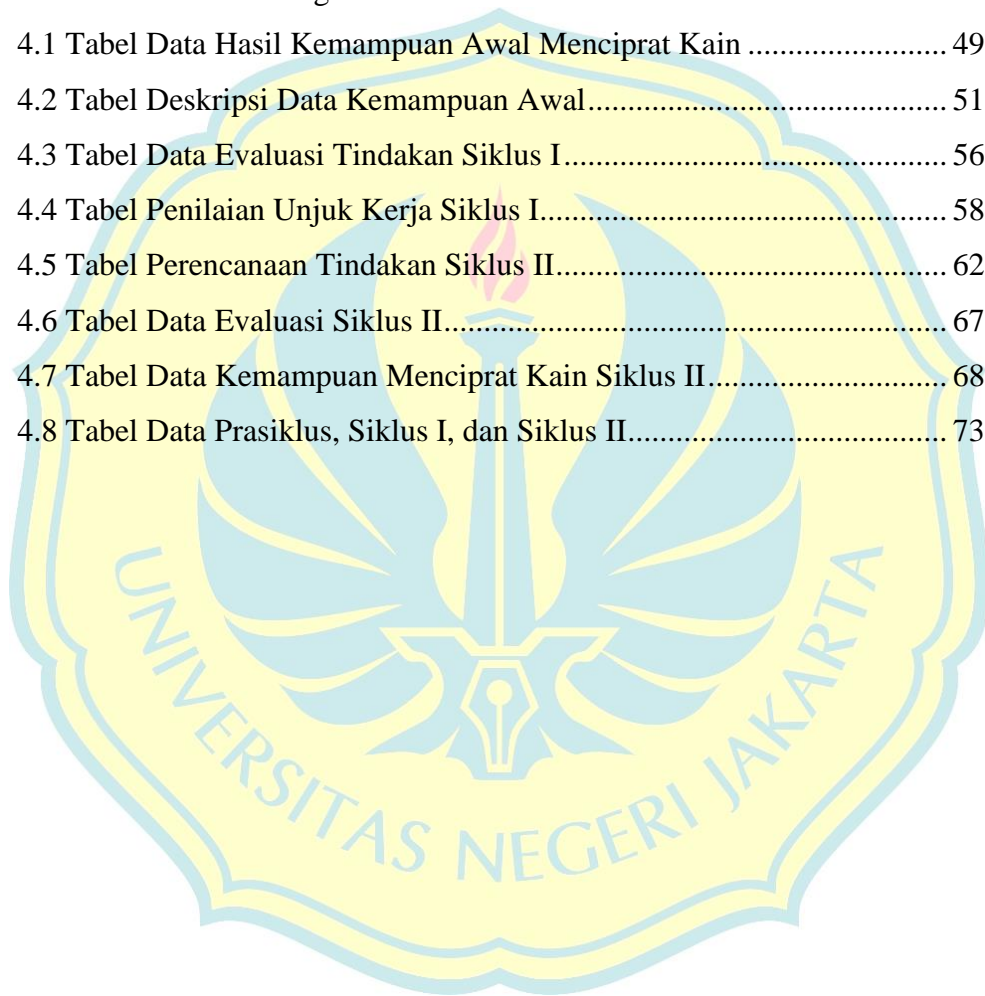 4.1 Tabel Data Hasil Kemampuan Awal Menciprat Kain ........................ 49
4.2 Tabel Deskripsi Data Kemampuan Awal........................................... 51
4.3 Tabel Data Evaluasi Tindakan Siklus I.............................................. 56
4.4 Tabel Penilaian Unjuk Kerja Siklus I................................................. 58
4.5 Tabel Perencanaan Tindakan Siklus II............................................... 62
4.6 Tabel Data Evaluasi Siklus II............................................................. 67
4.7 Tabel Data Kemampuan Menciprat Kain Siklus II............................. 68
4.8 Tabel Data Prasiklus, Siklus I, dan Siklus II....................................... 73
UNIVERSITAS NEGERI JAKARTA